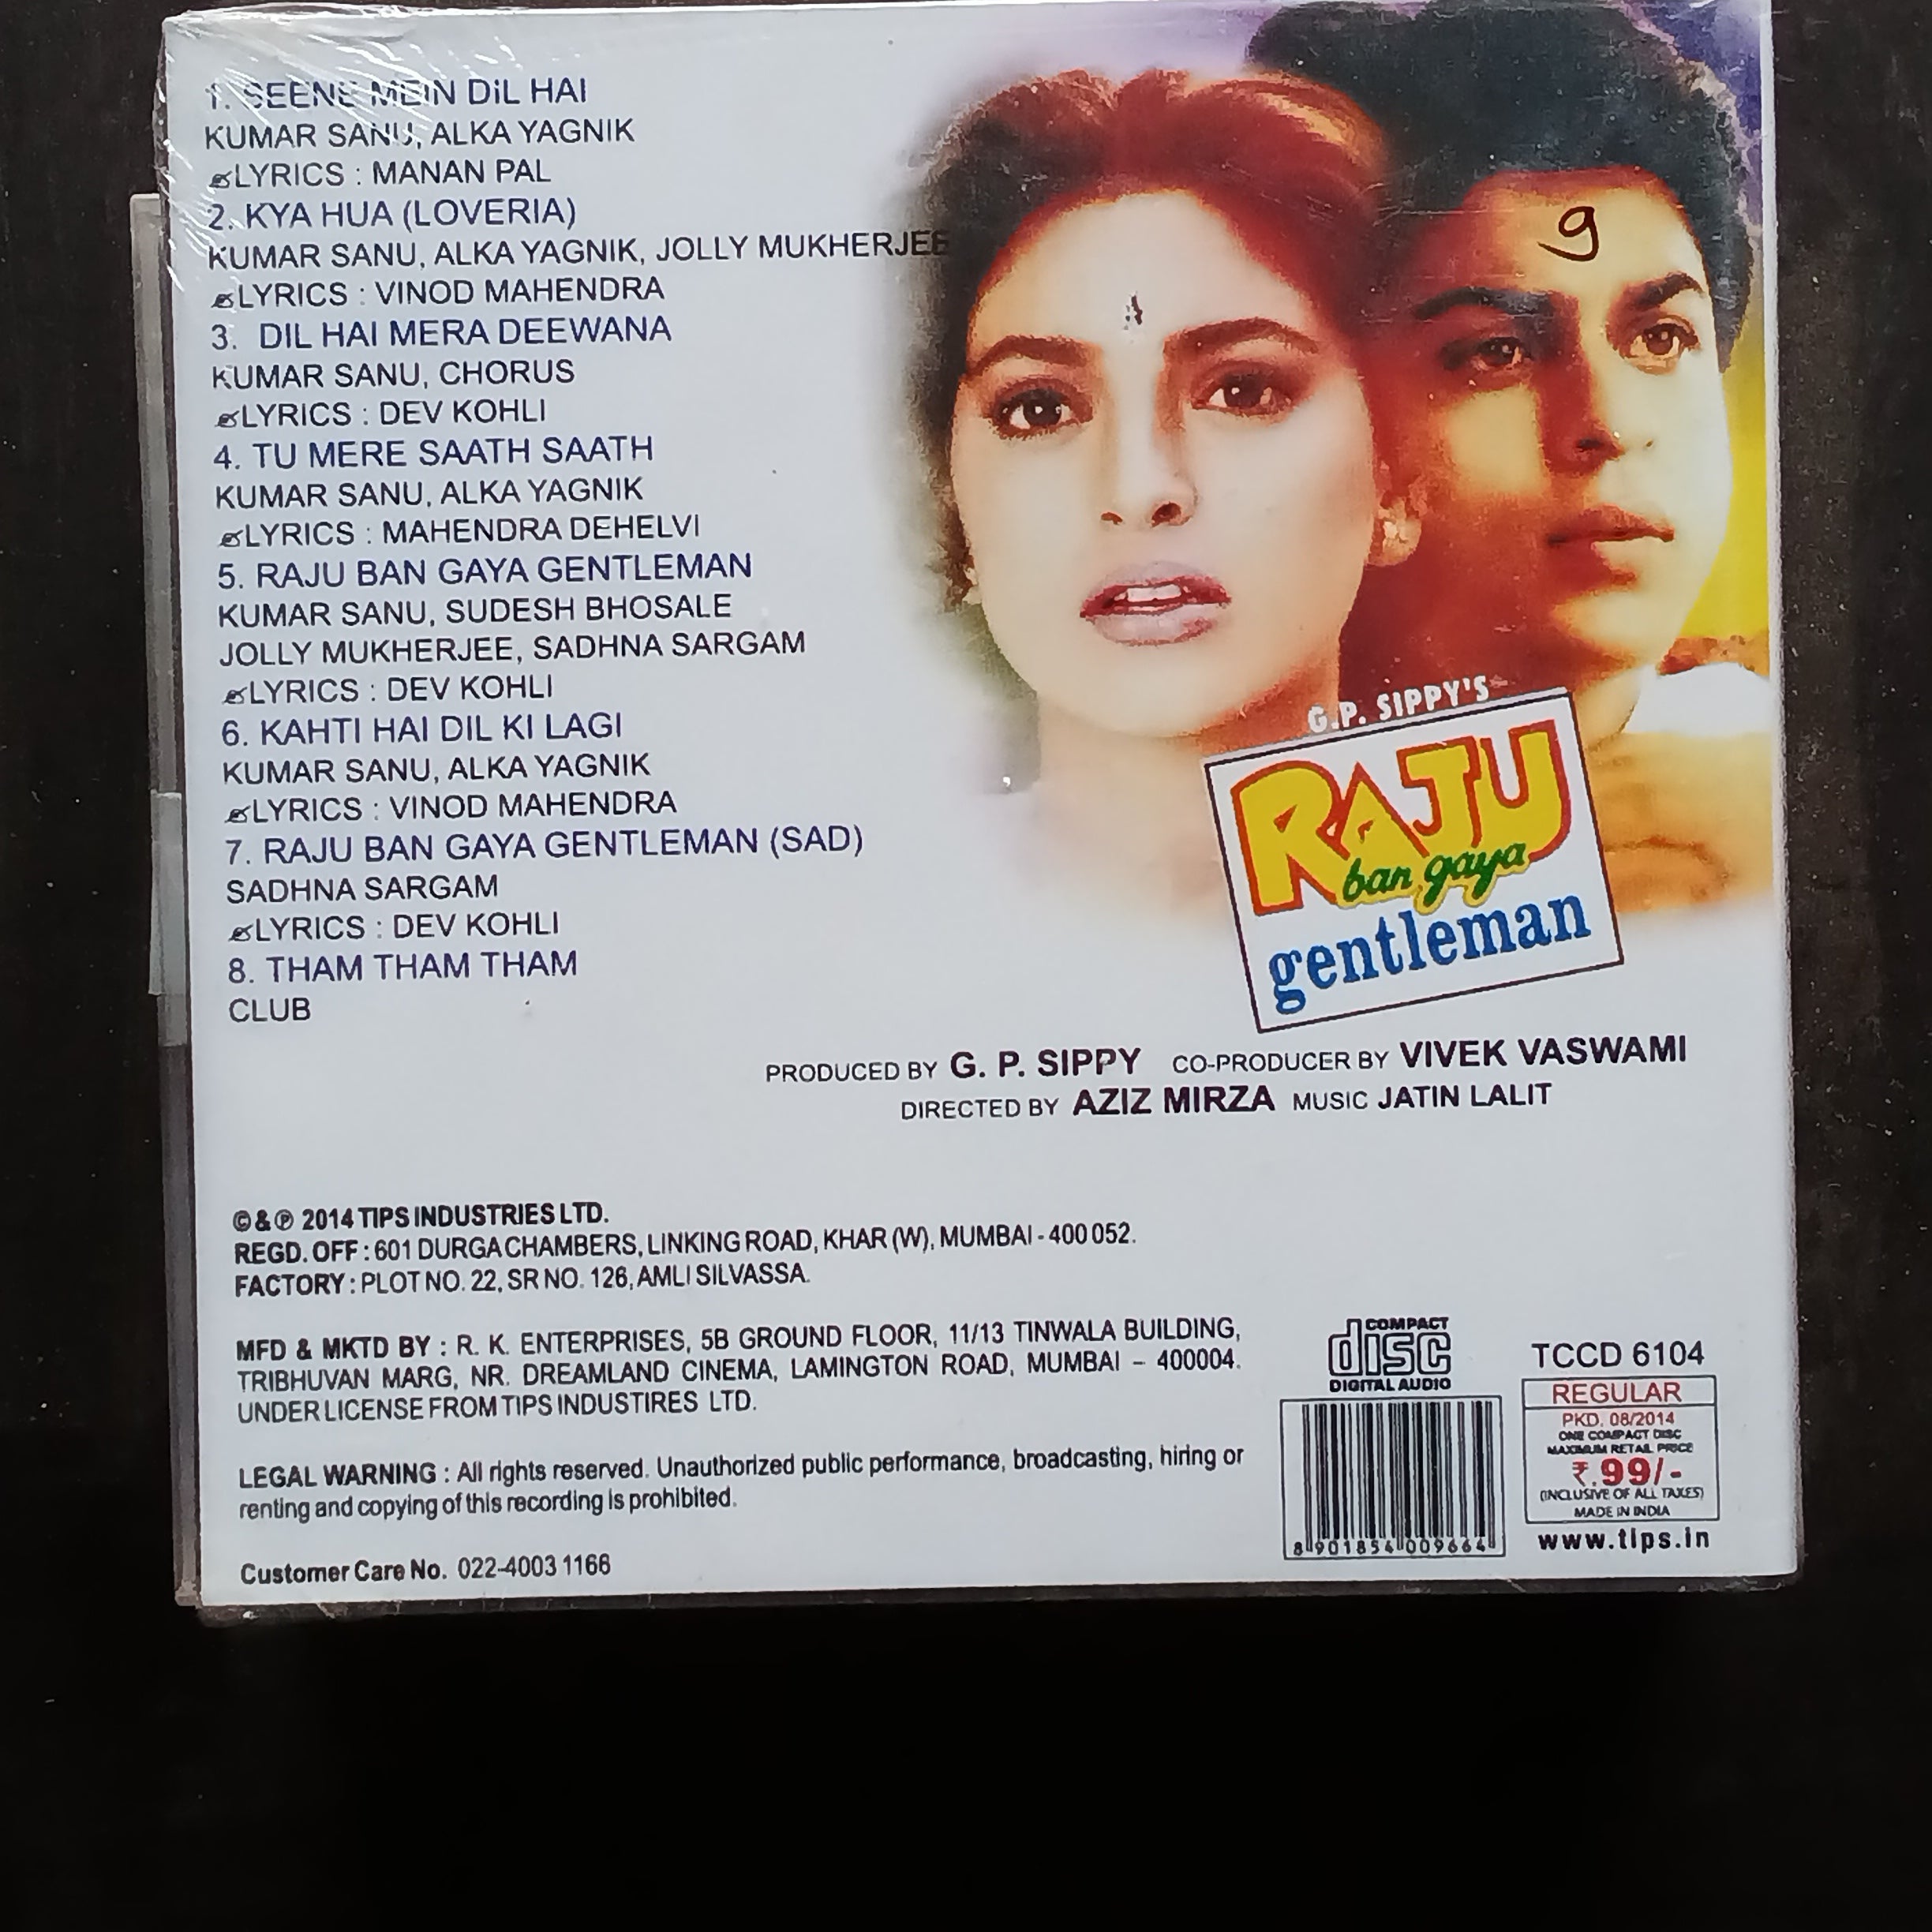 1. SEENE MEIN DiL HAI
KUMAR SANU, ALKA YAGNIK
LYRICS : MANAN PAL
2. KYA HUA (LOVERIA)
KUMAR SANU, ALKA YAGNIK, JOLLY MUKHERJEE
LYRICS : VINOD MAHENDRA
3. DIL HAI MERA DEEWANA
KUMAR SANU, CHORUS
LYRICS : DEV KOHLI
4. TU MERE SAATH SAATH
KUMAR SANU, ALKA YAGNIK
LYRICS : MAHENDRA DEHELVI
5. RAJU BAN GAYA GENTLEMAN
KUMAR SANU, SUDESH BHOSALE
JOLLY MUKHERJEE, SADHNA SARGAM
LYRICS : DEV KOHLI
6. KAHTI HAI DIL KI LAGI
KUMAR SANU, ALKA YAGNIK
LYRICS : VINOD MAHENDRA
7. RAJU BAN GAYA GENTLEMAN (SAD)
SADHNA SARGAM
LYRICS : DEV KOHLI
8. THAM THAM THAM
CLUB
9
G.P. SIPPY'S
RAJU
ban gaya
gentleman
PRODUCED BY G. P. SIPPY CO-PRODUCER BY VIVEK VASWAMI
DIRECTED BY AZIZ MIRZA MUSIC JATIN LALIT
©&℗ 2014 TIPS INDUSTRIES LTD.
REGD. OFF : 601 DURGA CHAMBERS, LINKING ROAD, KHAR (W), MUMBAI - 400 052.
FACTORY : PLOT NO. 22, SR NO. 126, AMLI SILVASSA.
MFD & MKTD BY : R. K. ENTERPRISES, 5B GROUND FLOOR, 11/13 TINWALA BUILDING,
TRIBHUVAN MARG, NR. DREAMLAND CINEMA, LAMINGTON ROAD, MUMBAI – 400004.
UNDER LICENSE FROM TIPS INDUSTIRES LTD.
LEGAL WARNING : All rights reserved. Unauthorized public performance, broadcasting, hiring or
renting and copying of this recording is prohibited.
Customer Care No. 022-4003 1166
COMPACT
disc
DIGITAL AUDIO
8 901854 009664
TCCD 6104
REGULAR
PKD. 08/2014
ONE COMPACT DISC
MAXIMUM RETAIL PRICE
₹.99/-
(INCLUSIVE OF ALL TAXES)
MADE IN INDIA
www.tips.in